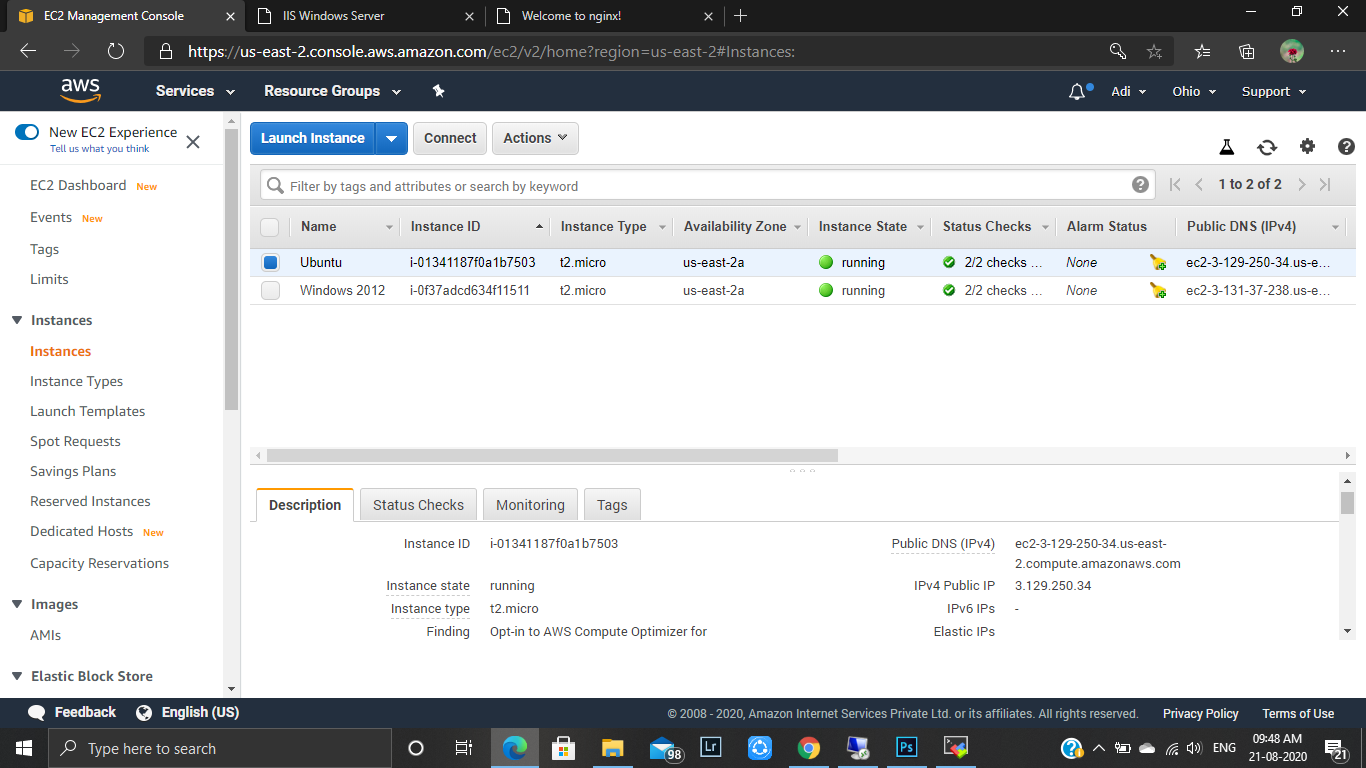 EC2 Management Console
IIS Windows Server
Welcome to nginx!
https://us-east-2.console.aws.amazon.com/ec2/v2/home?region=us-east-2#Instances:
aws Services Resource Groups Adi Ohio Support
New EC2 Experience
Tell us what you think
EC2 Dashboard New
Events New
Tags
Limits
Instances
Instances
Instance Types
Launch Templates
Spot Requests
Savings Plans
Reserved Instances
Dedicated Hosts New
Capacity Reservations
Images
AMIs
Elastic Block Store
Launch Instance Connect Actions
Filter by tags and attributes or search by keyword 1 to 2 of 2
Name Instance ID Instance Type Availability Zone Instance State Status Checks Alarm Status Public DNS (IPv4)
Ubuntu i-01341187f0a1b7503 t2.micro us-east-2a running 2/2 checks ... None ec2-3-129-250-34.us-e...
Windows 2012 i-0f37adcd634f11511 t2.micro us-east-2a running 2/2 checks ... None ec2-3-131-37-238.us-e...
Description Status Checks Monitoring Tags
Instance ID i-01341187f0a1b7503
Public DNS (IPv4) ec2-3-129-250-34.us-east-
2.compute.amazonaws.com
Instance state running
IPv4 Public IP 3.129.250.34
Instance type t2.micro
IPv6 IPs -
Finding Opt-in to AWS Compute Optimizer for
Elastic IPs
Feedback English (US) © 2008 - 2020, Amazon Internet Services Private Ltd. or its affiliates. All rights reserved. Privacy Policy Terms of Use
Type here to search
98
Lr
Ps
ENG
09:48 AM
21-08-2020
21